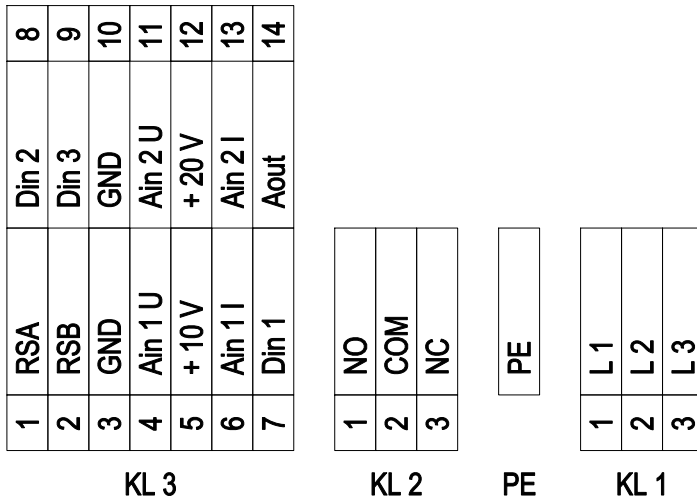 8 9 10 11 12 13 14
Din 2 Din 3 GND Ain 2 U + 20 V Ain 2 I Aout
RSA RSB GND Ain 1 U + 10 V Ain 1 I Din 1
1 2 3 4 5 6 7
KL 3
NO COM NC
1 2 3
KL 2
PE
PE
L 1 L 2 L 3
1 2 3
KL 1